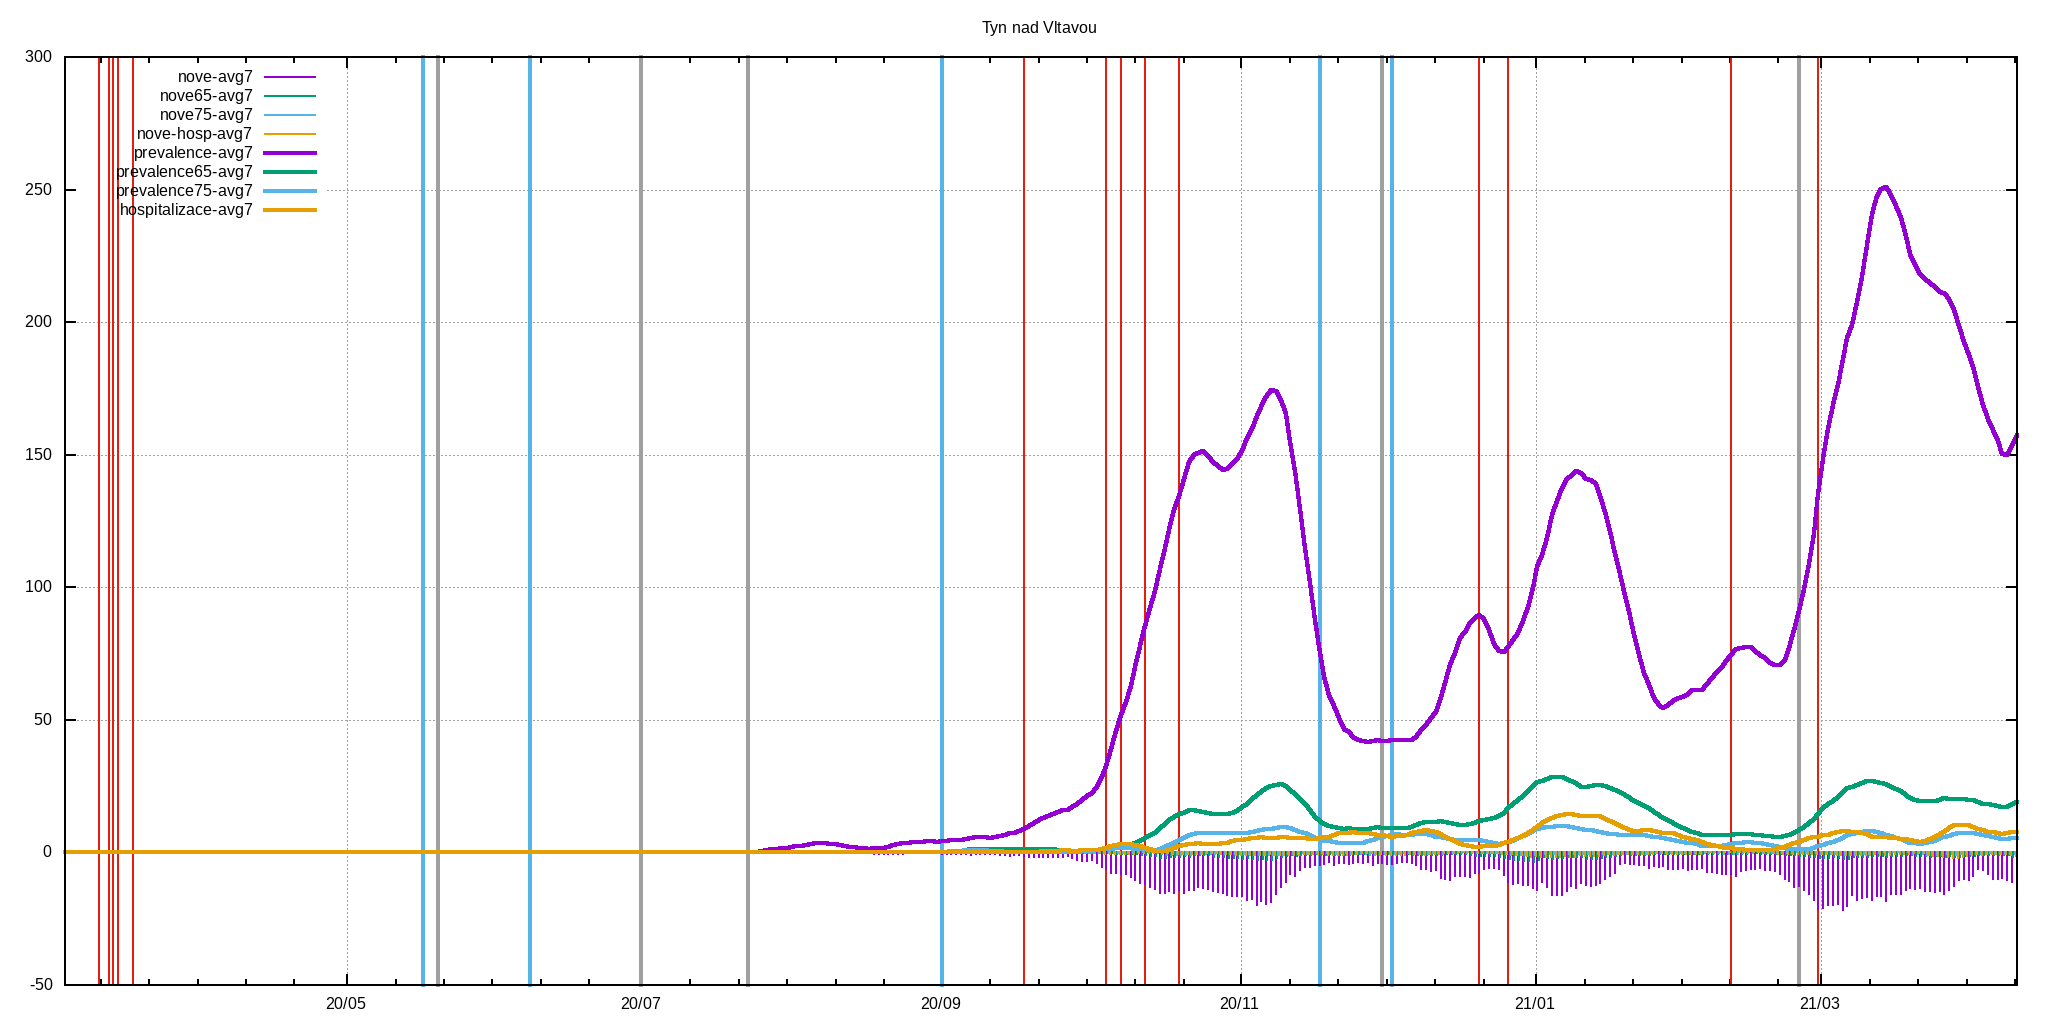 Tyn nad Vltavou
300
250
200
150
100
50
0
-50
nove-avg7
nove65-avg7
nove75-avg7
nove-hosp-avg7
prevalence-avg7
prevalence65-avg7
prevalence75-avg7
hospitalizace-avg7
20/05 20/07 20/09 20/11 21/01 21/03